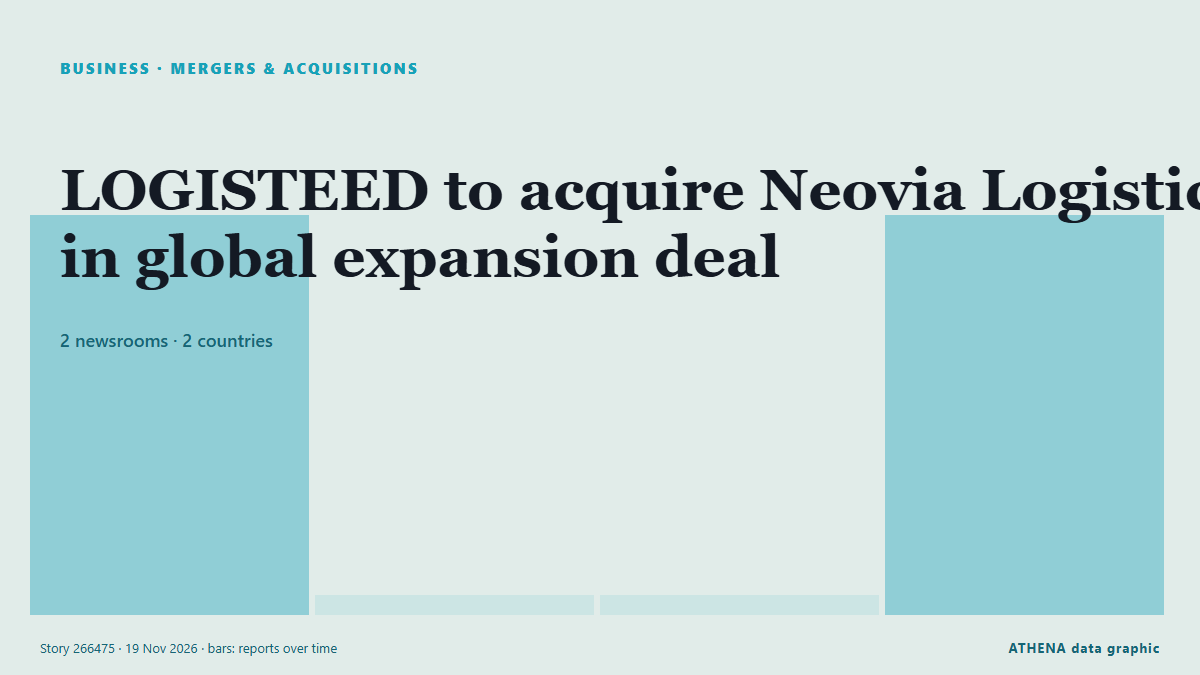 BUSINESS · MERGERS & ACQUISITIONS
LOGISTEED to acquire Neovia Logistic
in global expansion deal
2 newsrooms · 2 countries
Story 266475 · 19 Nov 2026 · bars: reports over time
ATHENA data graphic